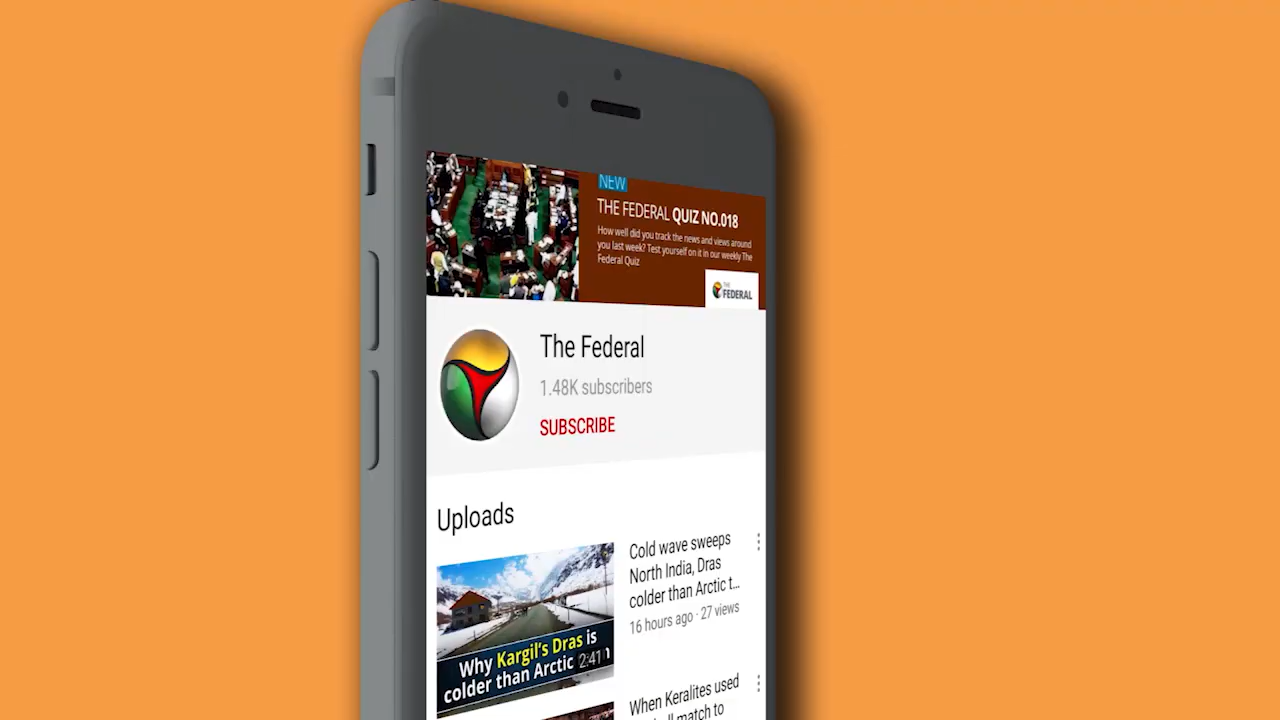 NEW
THE FEDERAL QUIZ NO.018
How well did you track the news and views around
you last week? Test yourself on it in our weekly The
Federal Quiz
THE
FEDERAL
The Federal
1.48K subscribers
SUBSCRIBE
Uploads
Cold wave sweeps
North India, Dras
colder than Arctic t...
16 hours ago · 27 views
Why Kargil's Dras is
colder than Arctic
2:41
When Keralites used
match to